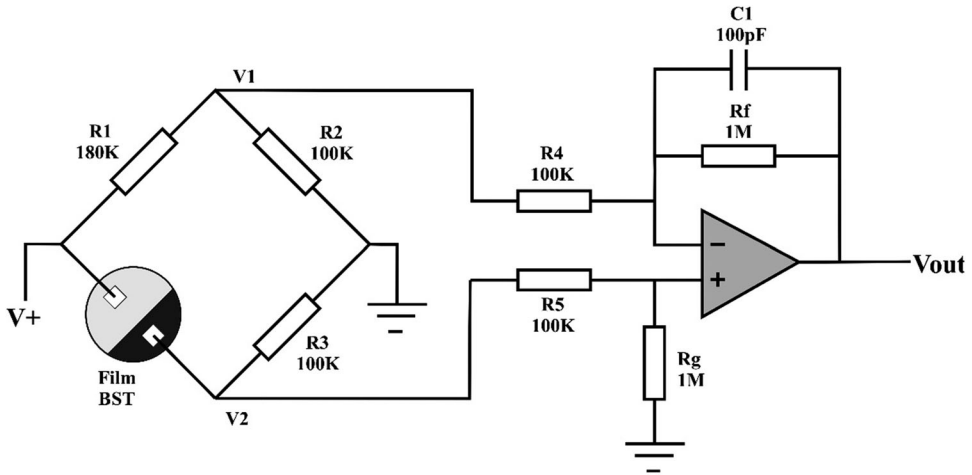 C1
100pF
V1
Rf
1M
R1
180K
R2
100K
R4
100K
−
+
Vout
V+
R5
100K
R3
100K
Rg
1M
Film
BST
V2